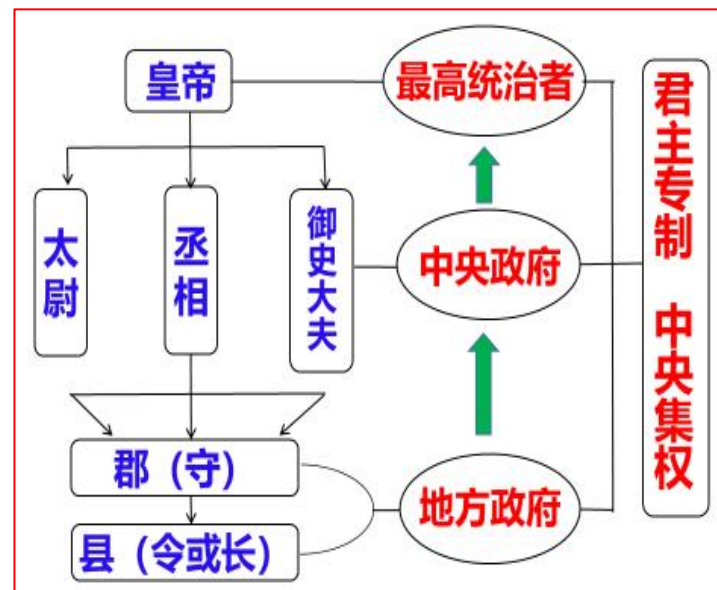 皇帝
最高统治者
太尉
丞相
御史大夫
中央政府
君主专制 中央集权
郡（守）
县（令或长）
地方政府